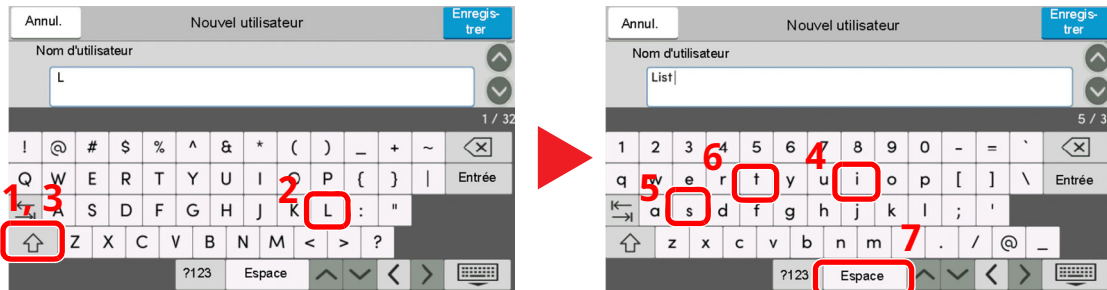 Annul. Nouvel utilisateur Enregis-
trer
Nom d'utilisateur
L
1 / 32
! @ # $ % ^ & * ( ) _ + ~
Q W E R T Y U I O P { } | Entrée
1, 3 2
A S D F G H J K L : "
Z X C V B N M < > ?
?123 Espace
Annul. Nouvel utilisateur Enregis-
trer
Nom d'utilisateur
List
5 / 3
1 2 3 4 5 6 7 8 9 0 - = `
6 4
q w e r t y u i o p [ ] \ Entrée
5
a s d f g h j k l ; '
z x c v b n m . / @ _
7
?123 Espace